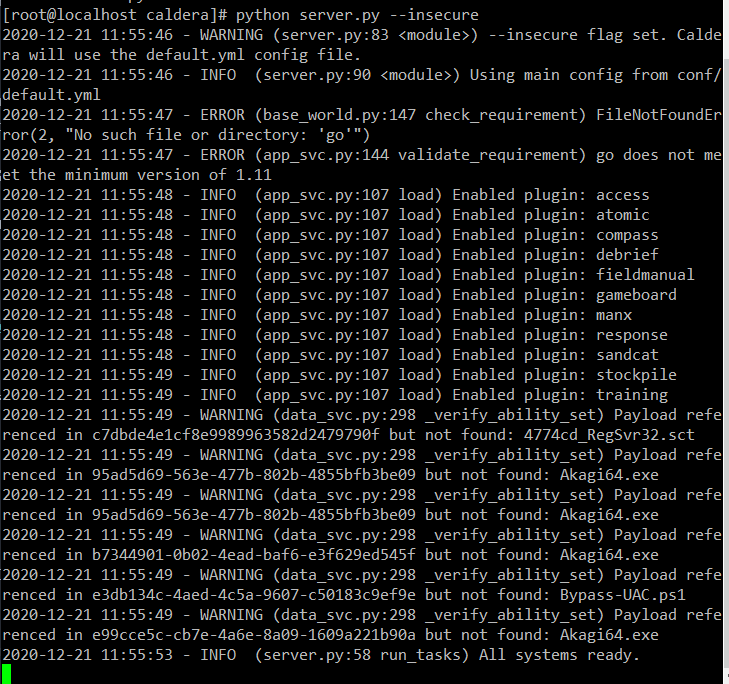 [root@localhost caldera]# python server.py --insecure
2020-12-21 11:55:46 - WARNING (server.py:83 <module>) --insecure flag set. Calde
ra will use the default.yml config file.
2020-12-21 11:55:46 - INFO  (server.py:90 <module>) Using main config from conf/
default.yml
2020-12-21 11:55:47 - ERROR (base_world.py:147 check_requirement) FileNotFoundEr
ror(2, "No such file or directory: 'go'")
2020-12-21 11:55:47 - ERROR (app_svc.py:144 validate_requirement) go does not me
et the minimum version of 1.11
2020-12-21 11:55:48 - INFO  (app_svc.py:107 load) Enabled plugin: access
2020-12-21 11:55:48 - INFO  (app_svc.py:107 load) Enabled plugin: atomic
2020-12-21 11:55:48 - INFO  (app_svc.py:107 load) Enabled plugin: compass
2020-12-21 11:55:48 - INFO  (app_svc.py:107 load) Enabled plugin: debrief
2020-12-21 11:55:48 - INFO  (app_svc.py:107 load) Enabled plugin: fieldmanual
2020-12-21 11:55:48 - INFO  (app_svc.py:107 load) Enabled plugin: gameboard
2020-12-21 11:55:48 - INFO  (app_svc.py:107 load) Enabled plugin: manx
2020-12-21 11:55:48 - INFO  (app_svc.py:107 load) Enabled plugin: response
2020-12-21 11:55:48 - INFO  (app_svc.py:107 load) Enabled plugin: sandcat
2020-12-21 11:55:49 - INFO  (app_svc.py:107 load) Enabled plugin: stockpile
2020-12-21 11:55:49 - INFO  (app_svc.py:107 load) Enabled plugin: training
2020-12-21 11:55:49 - WARNING (data_svc.py:298 _verify_ability_set) Payload refe
renced in c7dbde4e1cf8e9989963582d2479790f but not found: 4774cd_RegSvr32.sct
2020-12-21 11:55:49 - WARNING (data_svc.py:298 _verify_ability_set) Payload refe
renced in 95ad5d69-563e-477b-802b-4855bfb3be09 but not found: Akagi64.exe
2020-12-21 11:55:49 - WARNING (data_svc.py:298 _verify_ability_set) Payload refe
renced in 95ad5d69-563e-477b-802b-4855bfb3be09 but not found: Akagi64.exe
2020-12-21 11:55:49 - WARNING (data_svc.py:298 _verify_ability_set) Payload refe
renced in b7344901-0b02-4ead-baf6-e3f629ed545f but not found: Akagi64.exe
2020-12-21 11:55:49 - WARNING (data_svc.py:298 _verify_ability_set) Payload refe
renced in e3db134c-4aed-4c5a-9607-c50183c9ef9e but not found: Bypass-UAC.ps1
2020-12-21 11:55:49 - WARNING (data_svc.py:298 _verify_ability_set) Payload refe
renced in e99cce5c-cb7e-4a6e-8a09-1609a221b90a but not found: Akagi64.exe
2020-12-21 11:55:53 - INFO  (server.py:58 run_tasks) All systems ready.